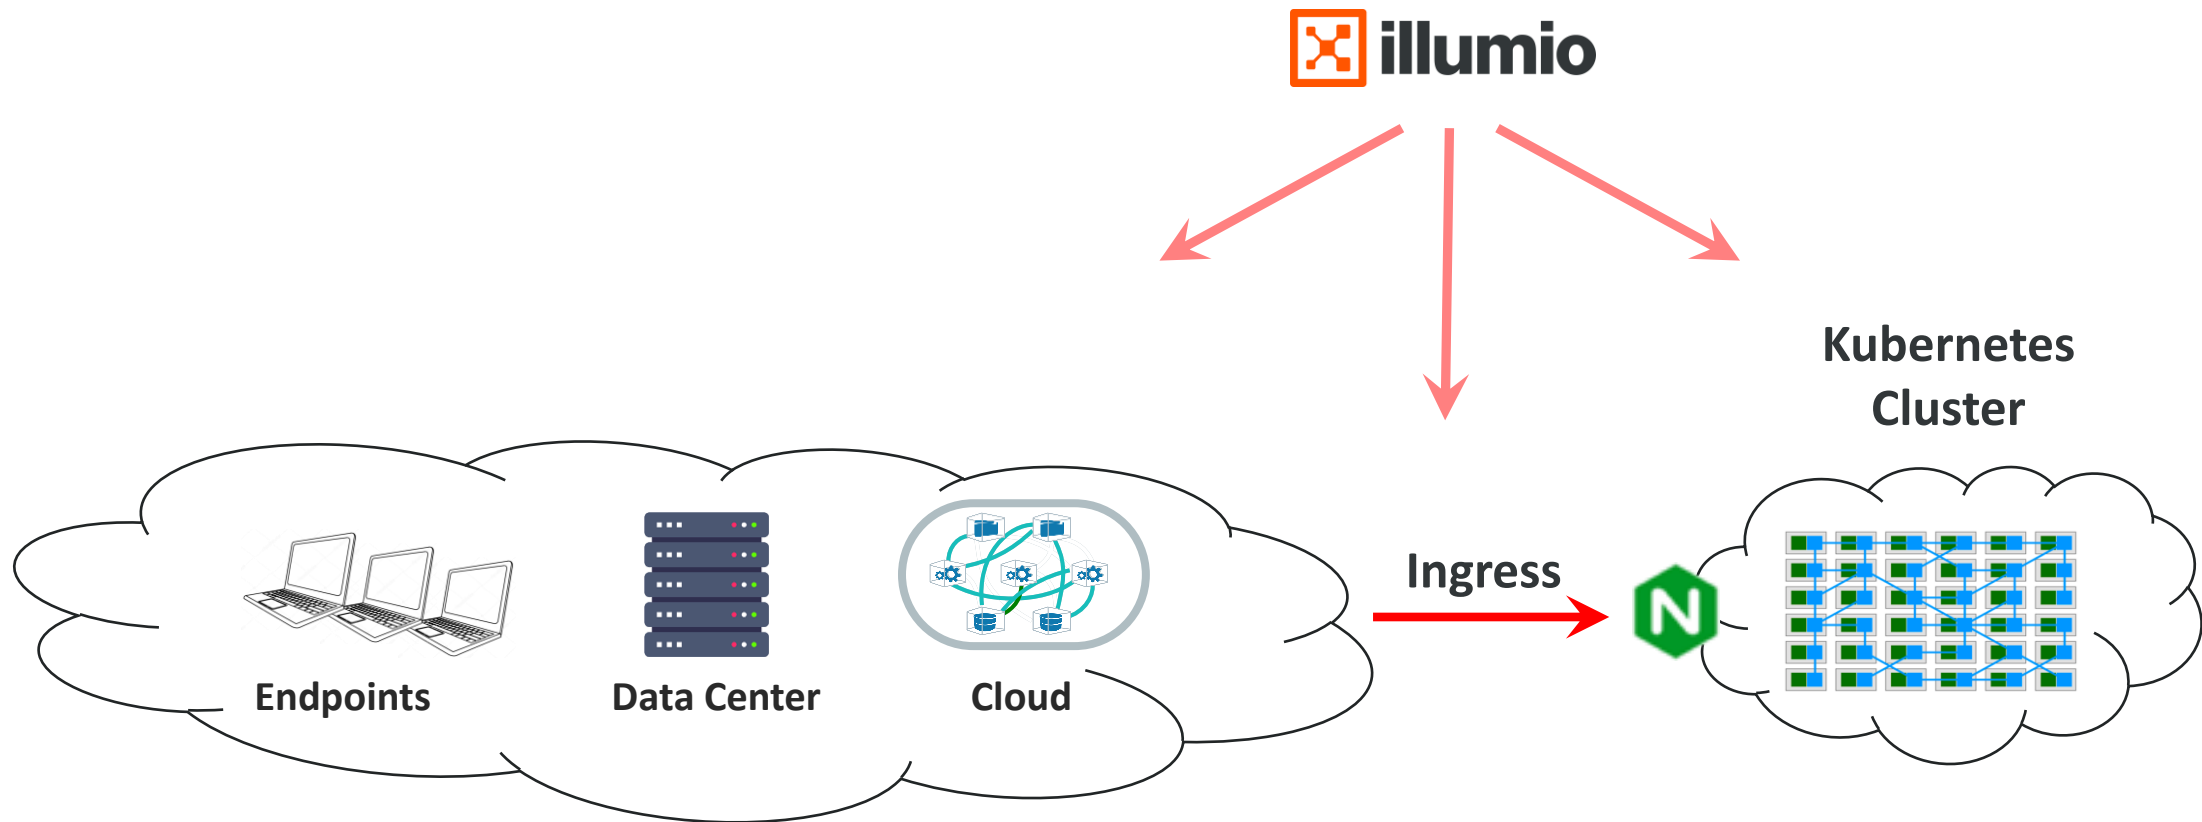 illumio
Kubernetes
Cluster
Ingress
N
Endpoints
Data Center
Cloud